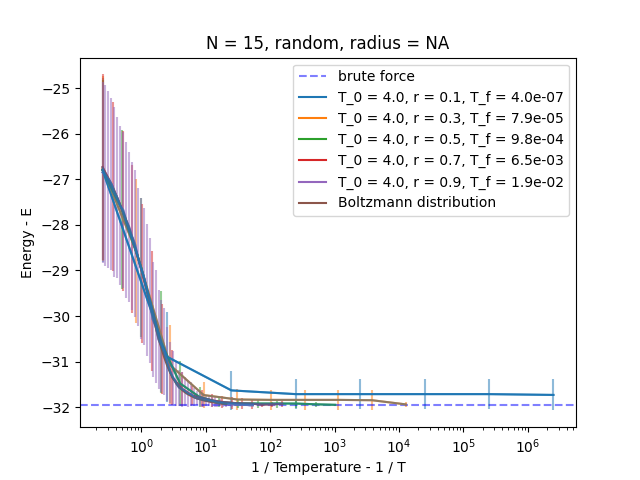 N = 15, random, radius = NA
brute force
T_0 = 4.0, r = 0.1, T_f = 4.0e-07
T_0 = 4.0, r = 0.3, T_f = 7.9e-05
T_0 = 4.0, r = 0.5, T_f = 9.8e-04
T_0 = 4.0, r = 0.7, T_f = 6.5e-03
T_0 = 4.0, r = 0.9, T_f = 1.9e-02
Boltzmann distribution
Energy - E
−25
−26
−27
−28
−29
−30
−31
−32
10⁰ 10¹ 10² 10³ 10⁴ 10⁵ 10⁶
1 / Temperature - 1 / T